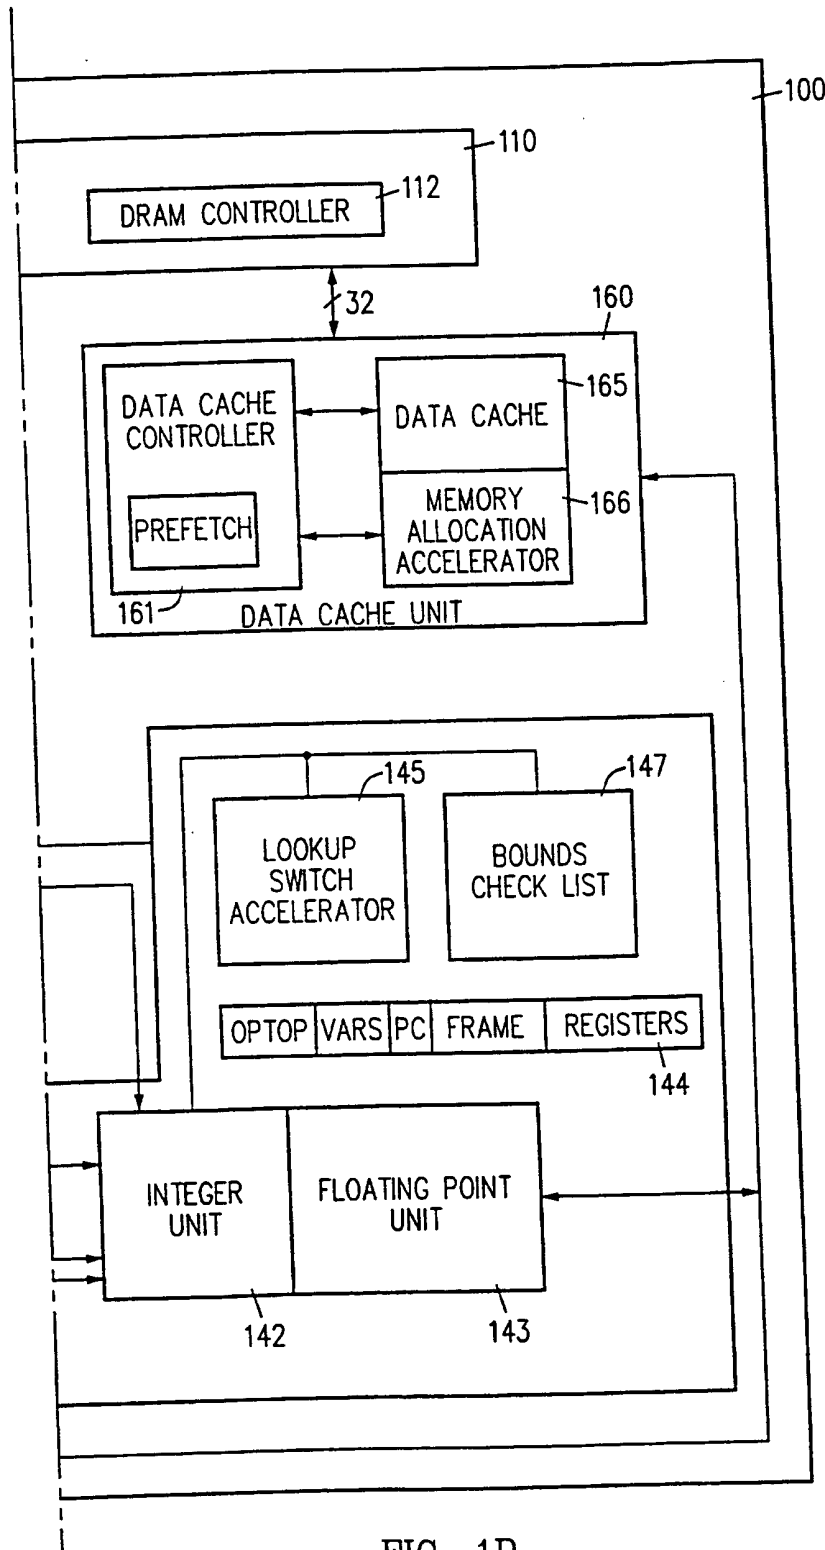 100
110
112
DRAM CONTROLLER
32
160
DATA CACHE
CONTROLLER
PREFETCH
161
DATA CACHE
165
MEMORY
ALLOCATION
ACCELERATOR
166
DATA CACHE UNIT
145
147
LOOKUP
SWITCH
ACCELERATOR
BOUNDS
CHECK LIST
OPTOP VARS PC FRAME REGISTERS
144
INTEGER
UNIT
FLOATING POINT
UNIT
142
143